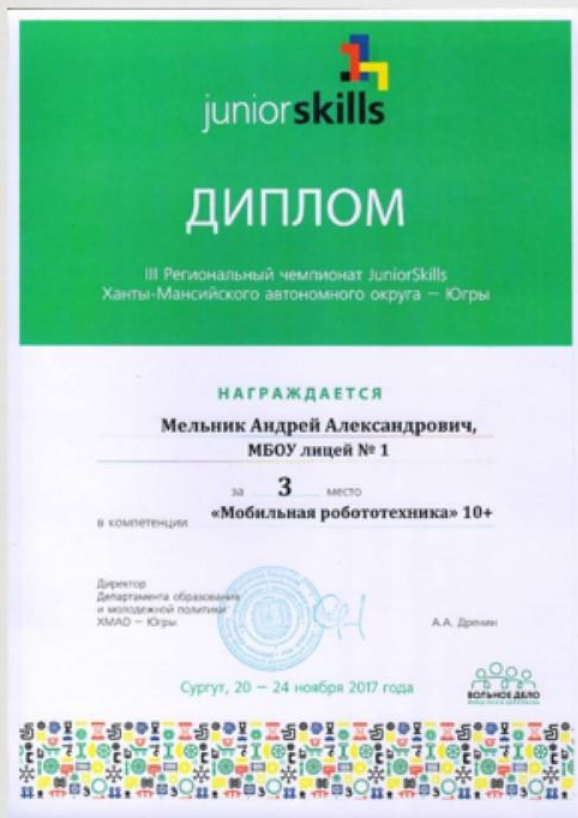 juniorskills
ДИПЛОМ
III Региональный чемпионат JuniorSkills
Ханты-Мансийского автономного округа — Югры
НАГРАЖДАЕТСЯ
Мельник Андрей Александрович,
МБОУ лицей № 1
за 3 место
в компетенции «Мобильная робототехника» 10+
Директор
Департамента образования
и молодежной политики
ХМАО — Югры
А.А. Дренин
Сургут, 20 — 24 ноября 2017 года
ВОЛЬНОЕ ДЕЛО